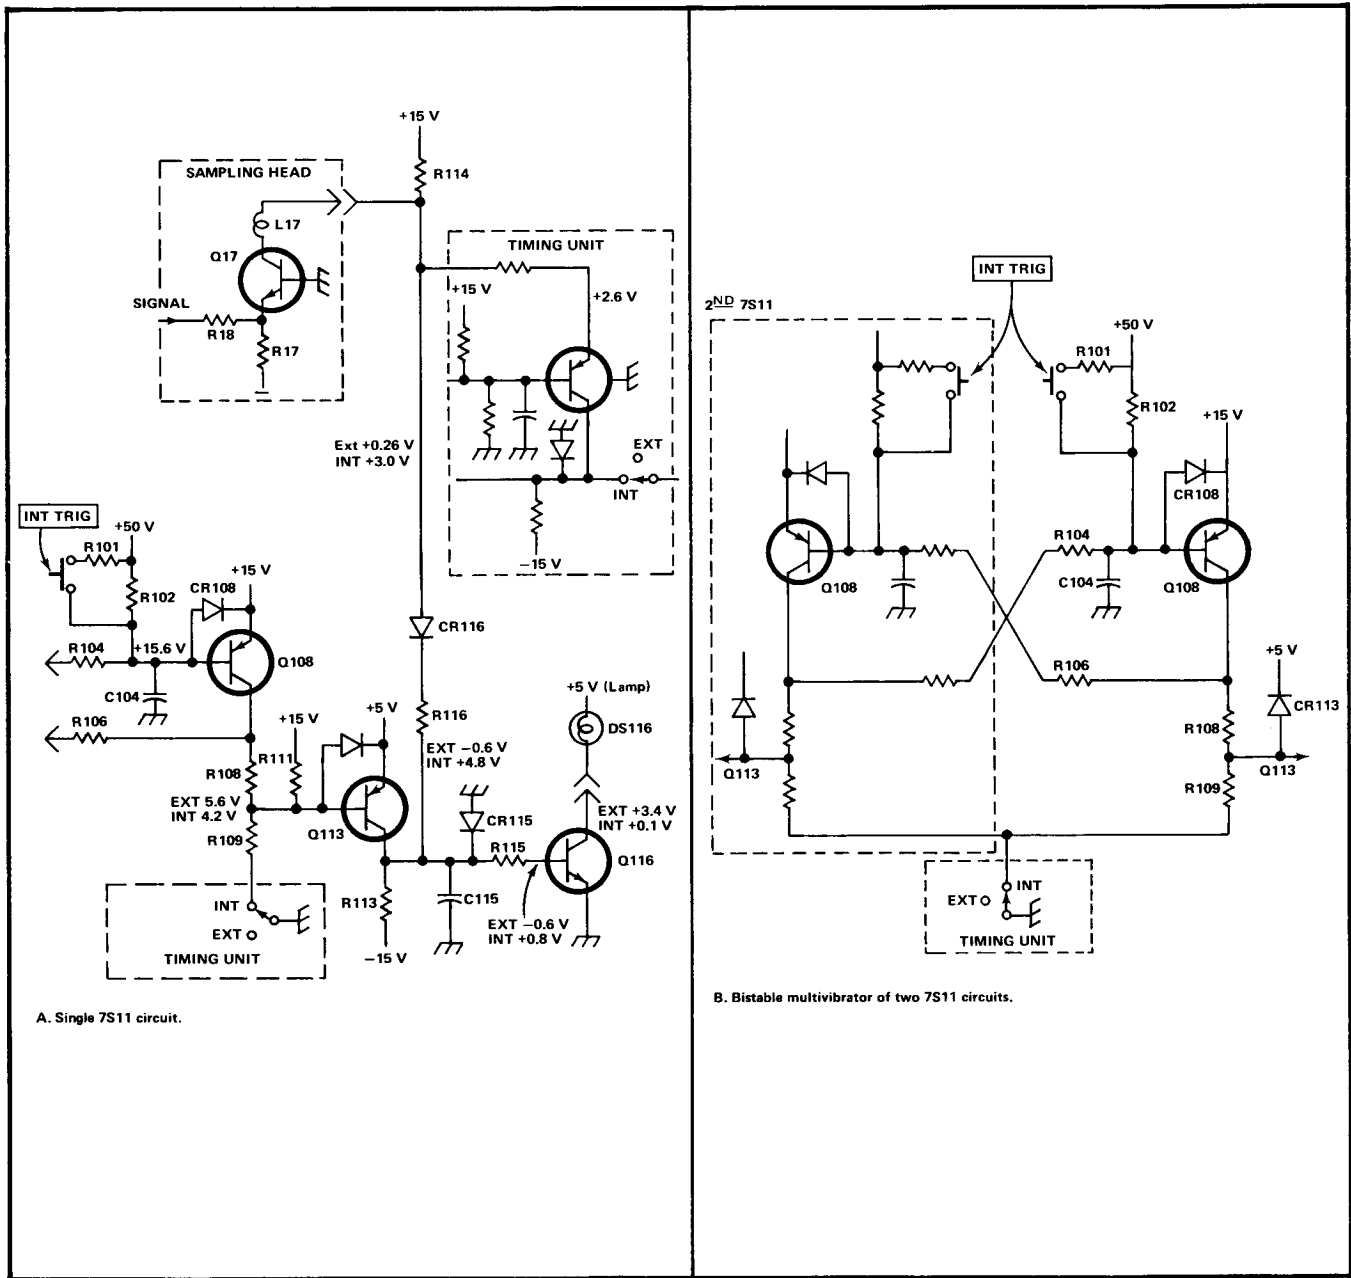 +15 V
R114
SAMPLING HEAD
L17
Q17
SIGNAL
R18
R17
TIMING UNIT
+15 V
+2.6 V
EXT
INT
−15 V
Ext +0.26 V
INT +3.0 V
INT TRIG
+50 V
R101
R102
+15 V
CR108
R104
+15.6 V
Q108
C104
R106
CR116
R116
EXT −0.6 V
INT +4.8 V
+15 V
R111
+5 V
R108
EXT 5.6 V
INT 4.2 V
R109
Q113
+5 V (Lamp)
DS116
CR115
EXT +3.4 V
INT +0.1 V
R115
Q116
R113
C115
EXT −0.6 V
INT +0.8 V
−15 V
INT
EXT
TIMING UNIT
A. Single 7S11 circuit.
INT TRIG
2ND 7S11
+50 V
R101
R102
+15 V
CR108
R104
C104
Q108
Q108
R106
+5 V
CR113
R108
Q113
Q113
R109
INT
EXT
TIMING UNIT
B. Bistable multivibrator of two 7S11 circuits.